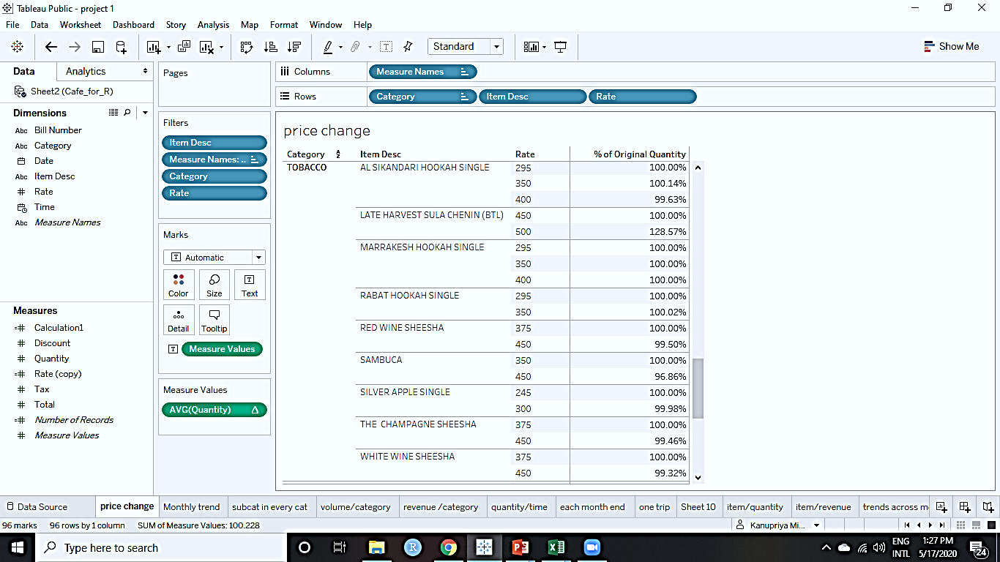 Tableau Public - project 1
File Data Worksheet Dashboard Story Analysis Map Format Window Help
Standard
Show Me
Data Analytics
Sheet2 (Cafe_for_R)
Dimensions
Abc Bill Number
Abc Category
Date
Abc Item Desc
# Rate
Time
Abc Measure Names
Measures
=# Calculation1
# Discount
# Quantity
=# Rate (copy)
# Tax
# Total
=# Number of Records
# Measure Values
Pages
Filters
Item Desc
Measure Names: ..
Category
Rate
Marks
Automatic
Color Size Text
Detail Tooltip
Measure Values
Measure Values
AVG(Quantity) Δ
Columns Measure Names
Rows Category Item Desc Rate
price change
Category Item Desc Rate % of Original Quantity
TOBACCO AL SIKANDARI HOOKAH SINGLE 295 100.00%
350 100.14%
400 99.63%
LATE HARVEST SULA CHENIN (BTL) 450 100.00%
500 128.57%
MARRAKESH HOOKAH SINGLE 295 100.00%
350 100.00%
400 100.00%
RABAT HOOKAH SINGLE 295 100.00%
350 100.02%
RED WINE SHEESHA 375 100.00%
450 99.50%
SAMBUCA 350 100.00%
450 96.86%
SILVER APPLE SINGLE 245 100.00%
300 99.98%
THE CHAMPAGNE SHEESHA 375 100.00%
450 99.46%
WHITE WINE SHEESHA 375 100.00%
450 99.32%
Data Source price change Monthly trend subcat in every cat volume/category revenue /category quantity/time each month end one trip Sheet 10 item/quantity item/revenue trends across m
96 marks 96 rows by 1 column SUM of Measure Values: 100.228 Kanupriya Mi...
Type here to search
ENG 1:27 PM
INTL 5/17/2020 24